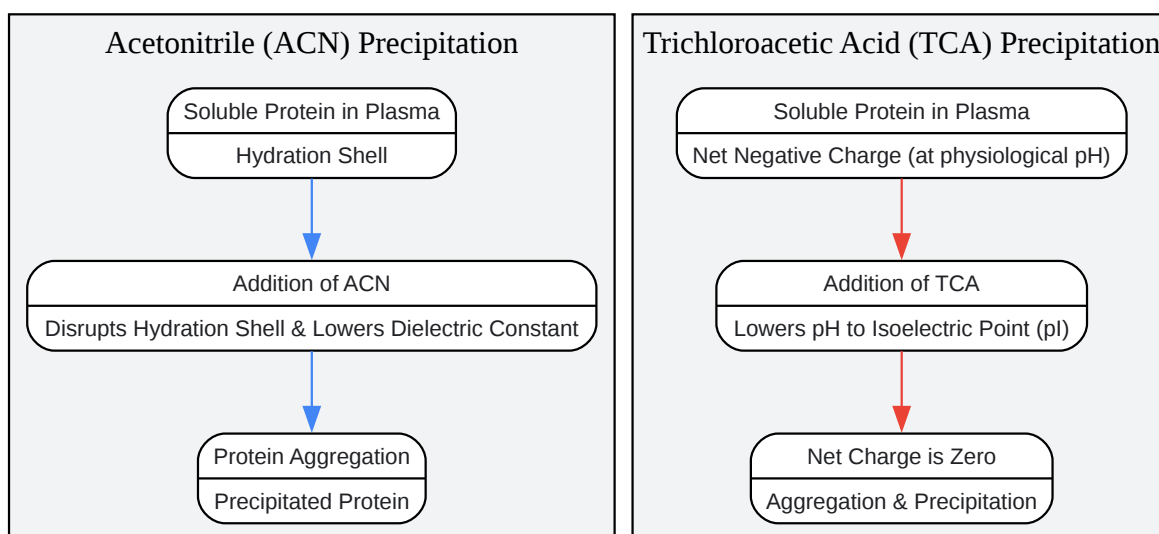 Acetonitrile (ACN) Precipitation
Soluble Protein in Plasma
Hydration Shell
Addition of ACN
Disrupts Hydration Shell & Lowers Dielectric Constant
Protein Aggregation
Precipitated Protein
Trichloroacetic Acid (TCA) Precipitation
Soluble Protein in Plasma
Net Negative Charge (at physiological pH)
Addition of TCA
Lowers pH to Isoelectric Point (pI)
Net Charge is Zero
Aggregation & Precipitation